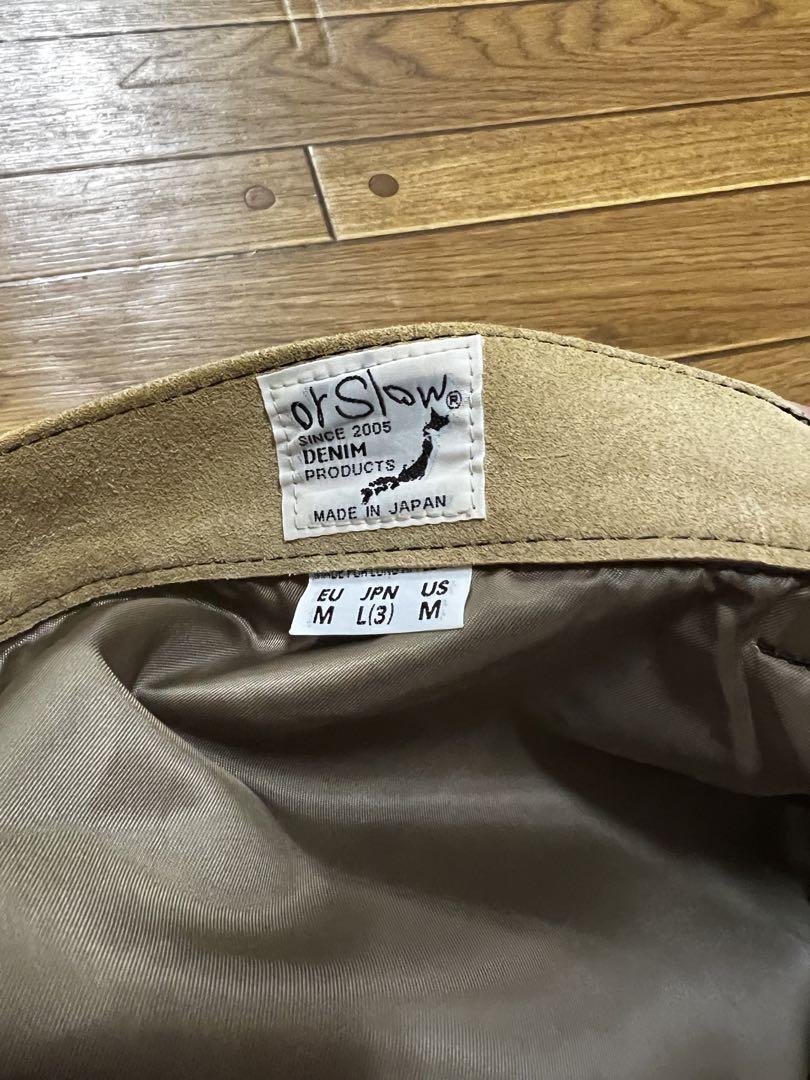 orSlow®
SINCE 2005
DENIM
PRODUCTS
MADE IN JAPAN
EU JPN US
M L(3) M